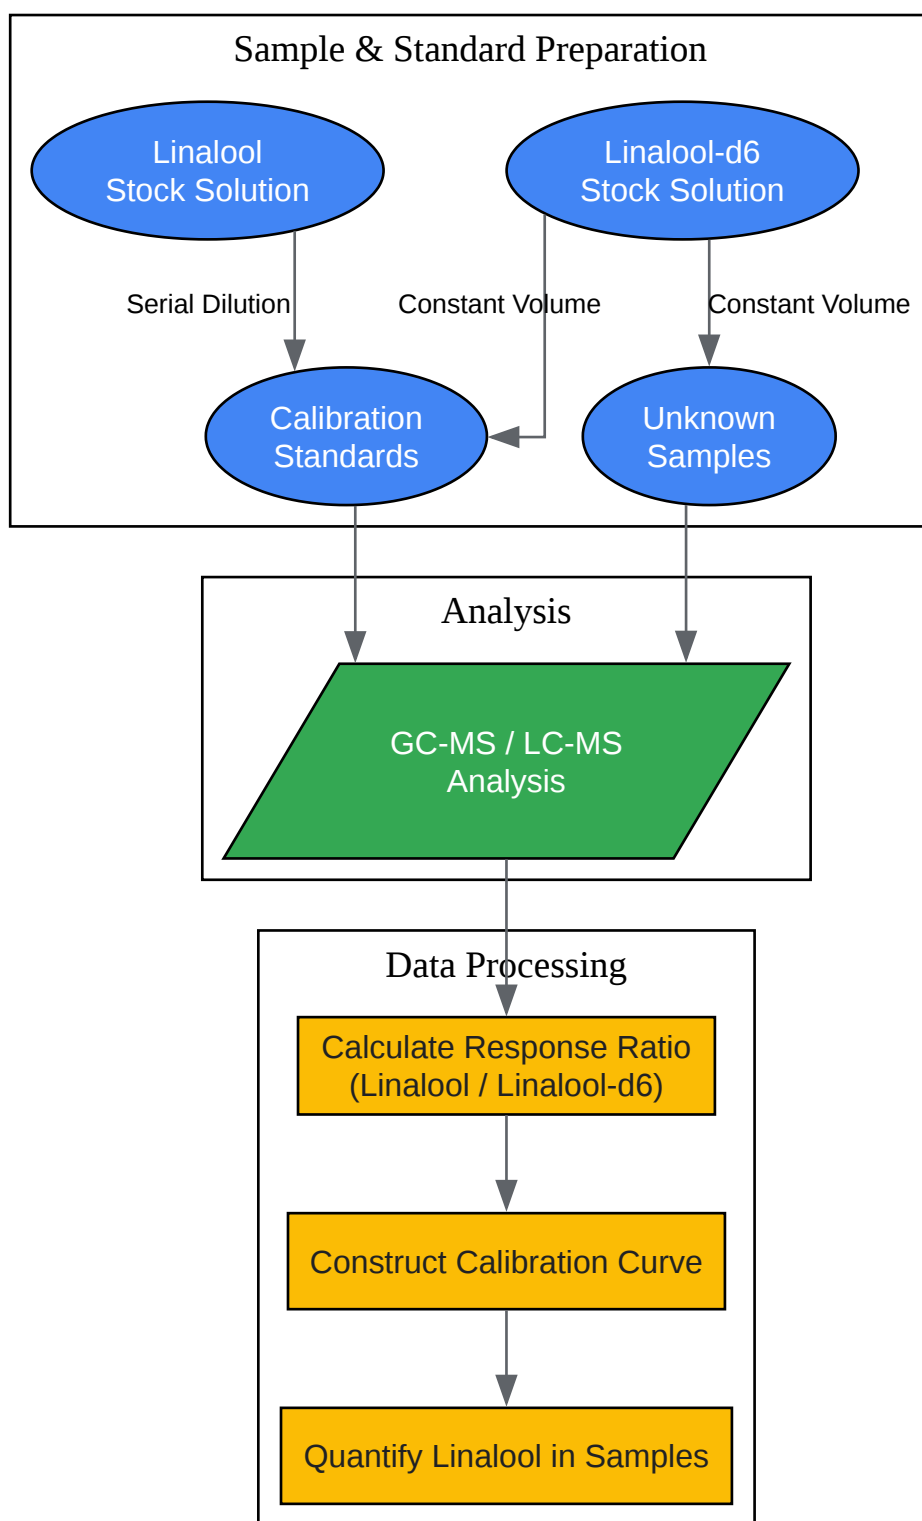 Sample & Standard Preparation
Linalool
Stock Solution
Linalool-d6
Stock Solution
Serial Dilution
Constant Volume
Constant Volume
Calibration
Standards
Unknown
Samples
Analysis
GC-MS / LC-MS
Analysis
Data Processing
Calculate Response Ratio
(Linalool / Linalool-d6)
Construct Calibration Curve
Quantify Linalool in Samples